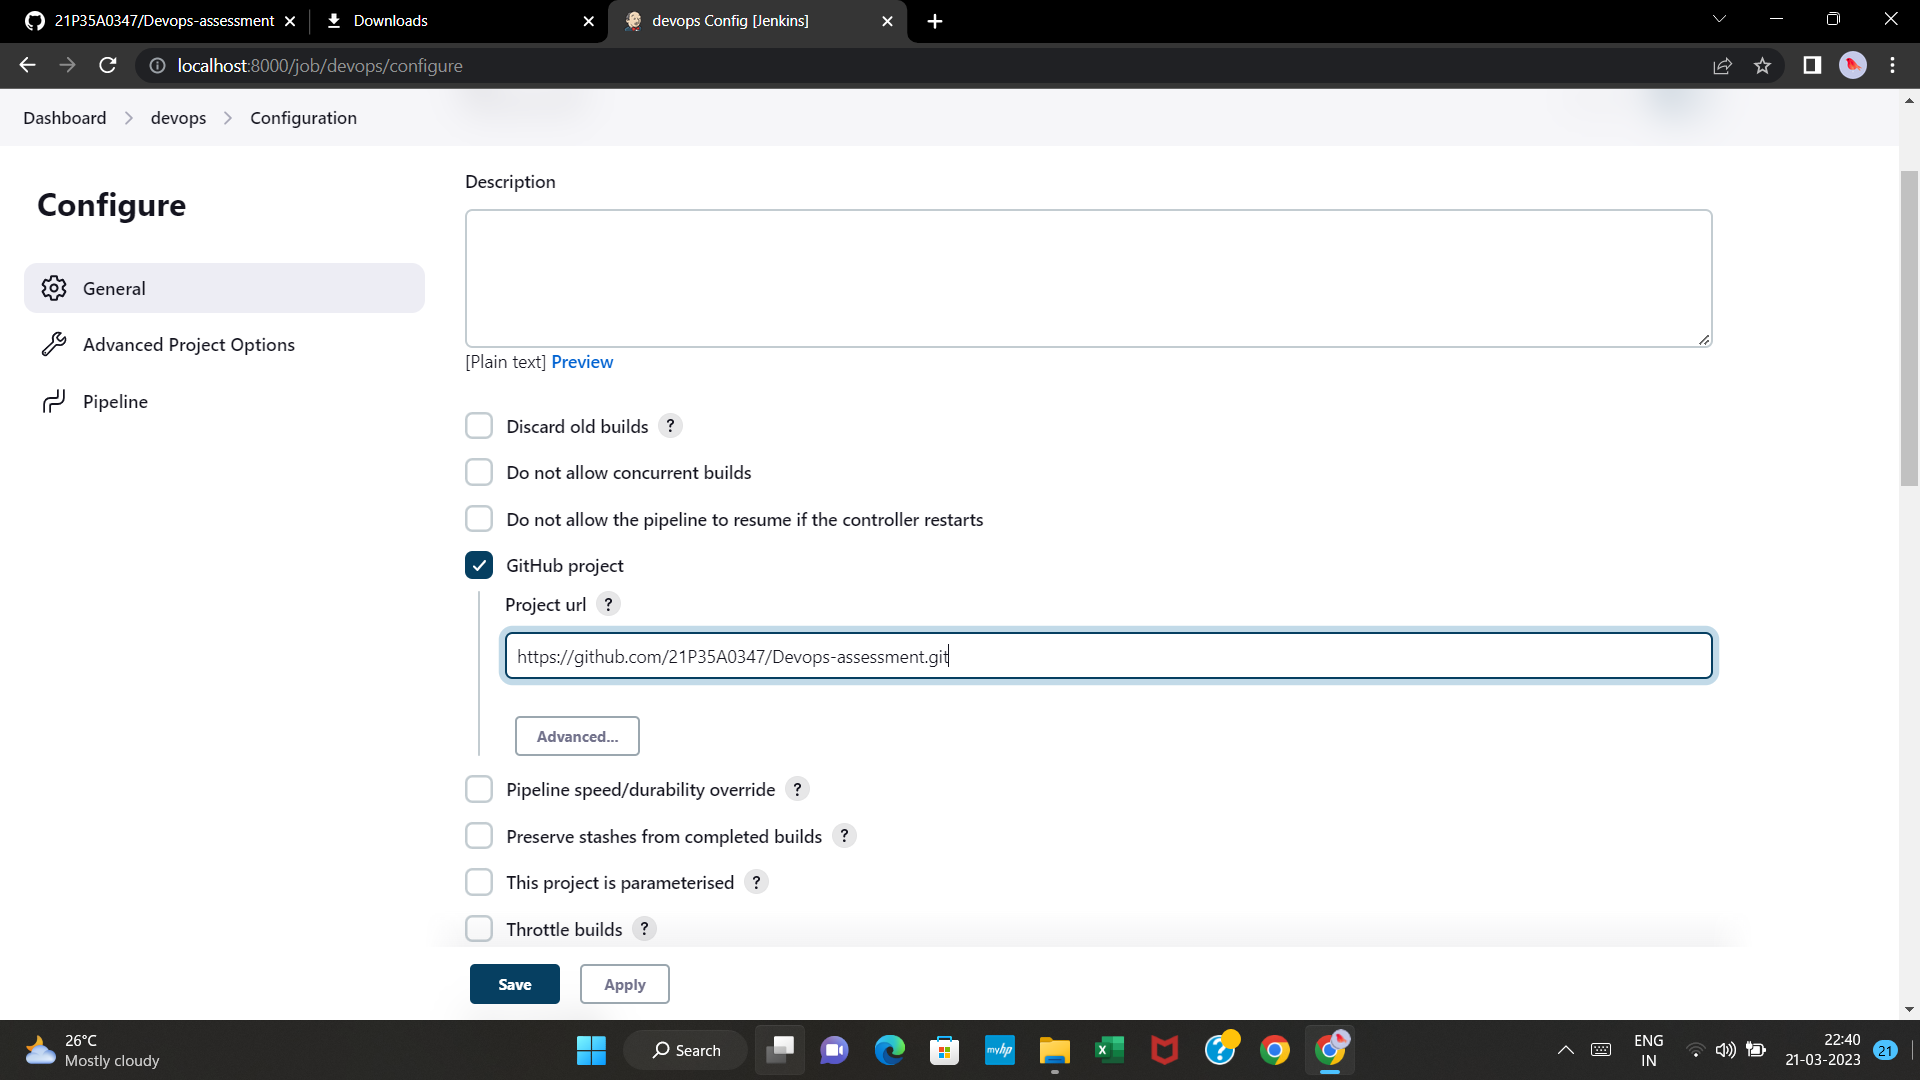 21P35A0347/Devops-assessment
Downloads
devops Config [Jenkins]
localhost:8000/job/devops/configure
Dashboard
devops
Configuration
Configure
General
Advanced Project Options
Pipeline
Description
[Plain text] Preview
Discard old builds ?
Do not allow concurrent builds
Do not allow the pipeline to resume if the controller restarts
GitHub project
Project url ?
https://github.com/21P35A0347/Devops-assessment.git
Advanced...
Pipeline speed/durability override ?
Preserve stashes from completed builds ?
This project is parameterised ?
Throttle builds ?
Save
Apply
26°C
Mostly cloudy
Search
myhp
ENG
IN
22:40
21-03-2023
21